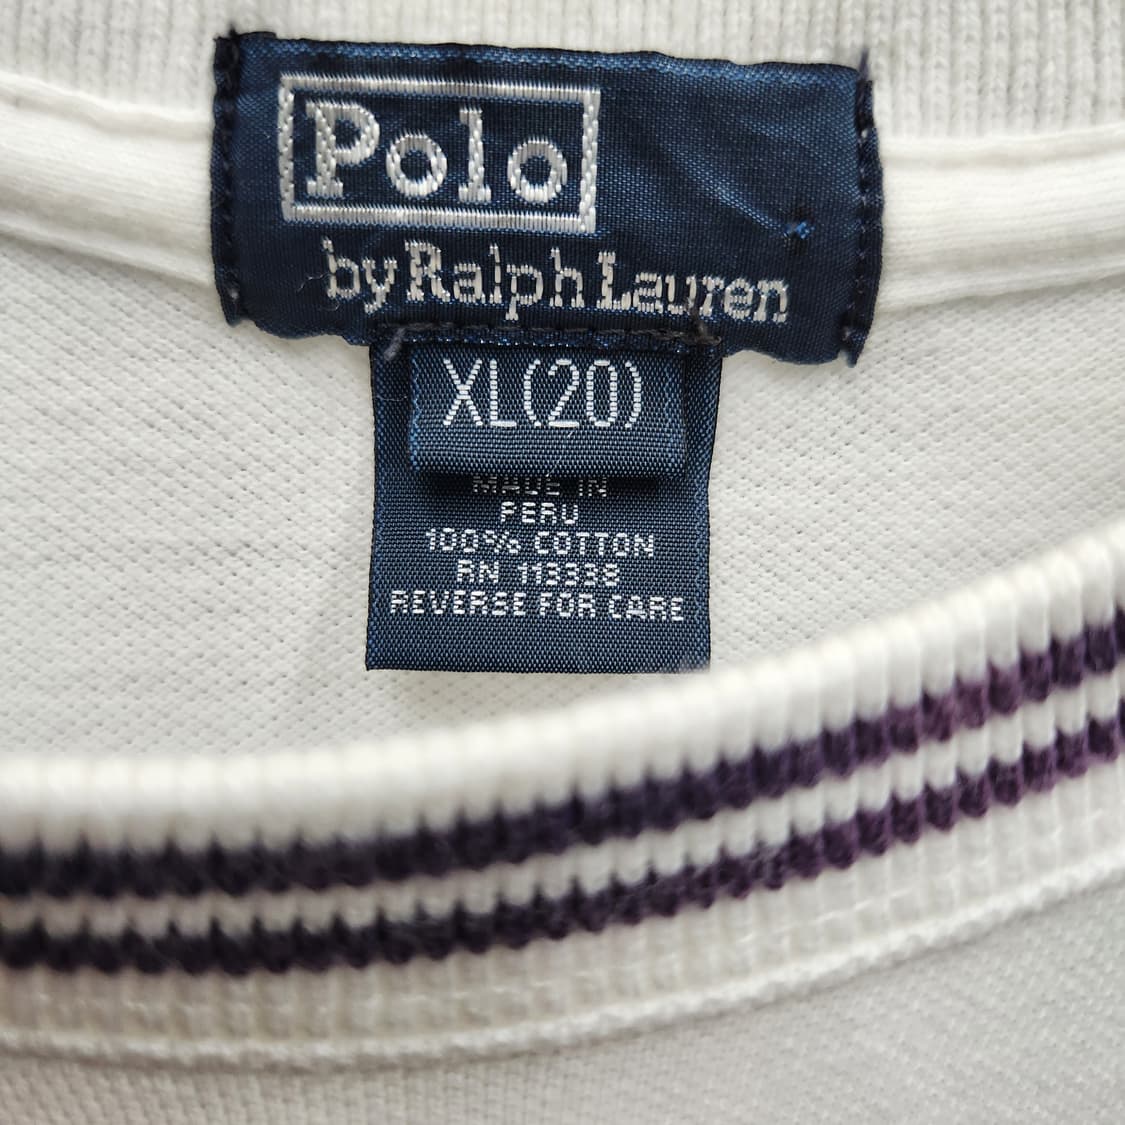 Polo
by Ralph Lauren
XL(20)
MADE IN
PERU
100% COTTON
RN 113338
REVERSE FOR CARE